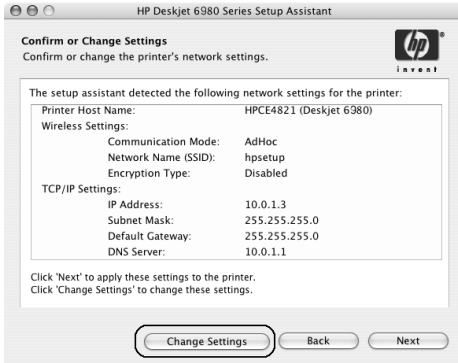 HP Deskjet 6980 Series Setup Assistant
Confirm or Change Settings
Confirm or change the printer's network settings.
hp
®
invent
The setup assistant detected the following network settings for the printer:
Printer Host Name: HPCE4821 (Deskjet 6980)
Wireless Settings:
Communication Mode: AdHoc
Network Name (SSID): hpsetup
Encryption Type: Disabled
TCP/IP Settings:
IP Address: 10.0.1.3
Subnet Mask: 255.255.255.0
Default Gateway: 255.255.255.0
DNS Server: 10.0.1.1
Click 'Next' to apply these settings to the printer.
Click 'Change Settings' to change these settings.
Change Settings Back Next